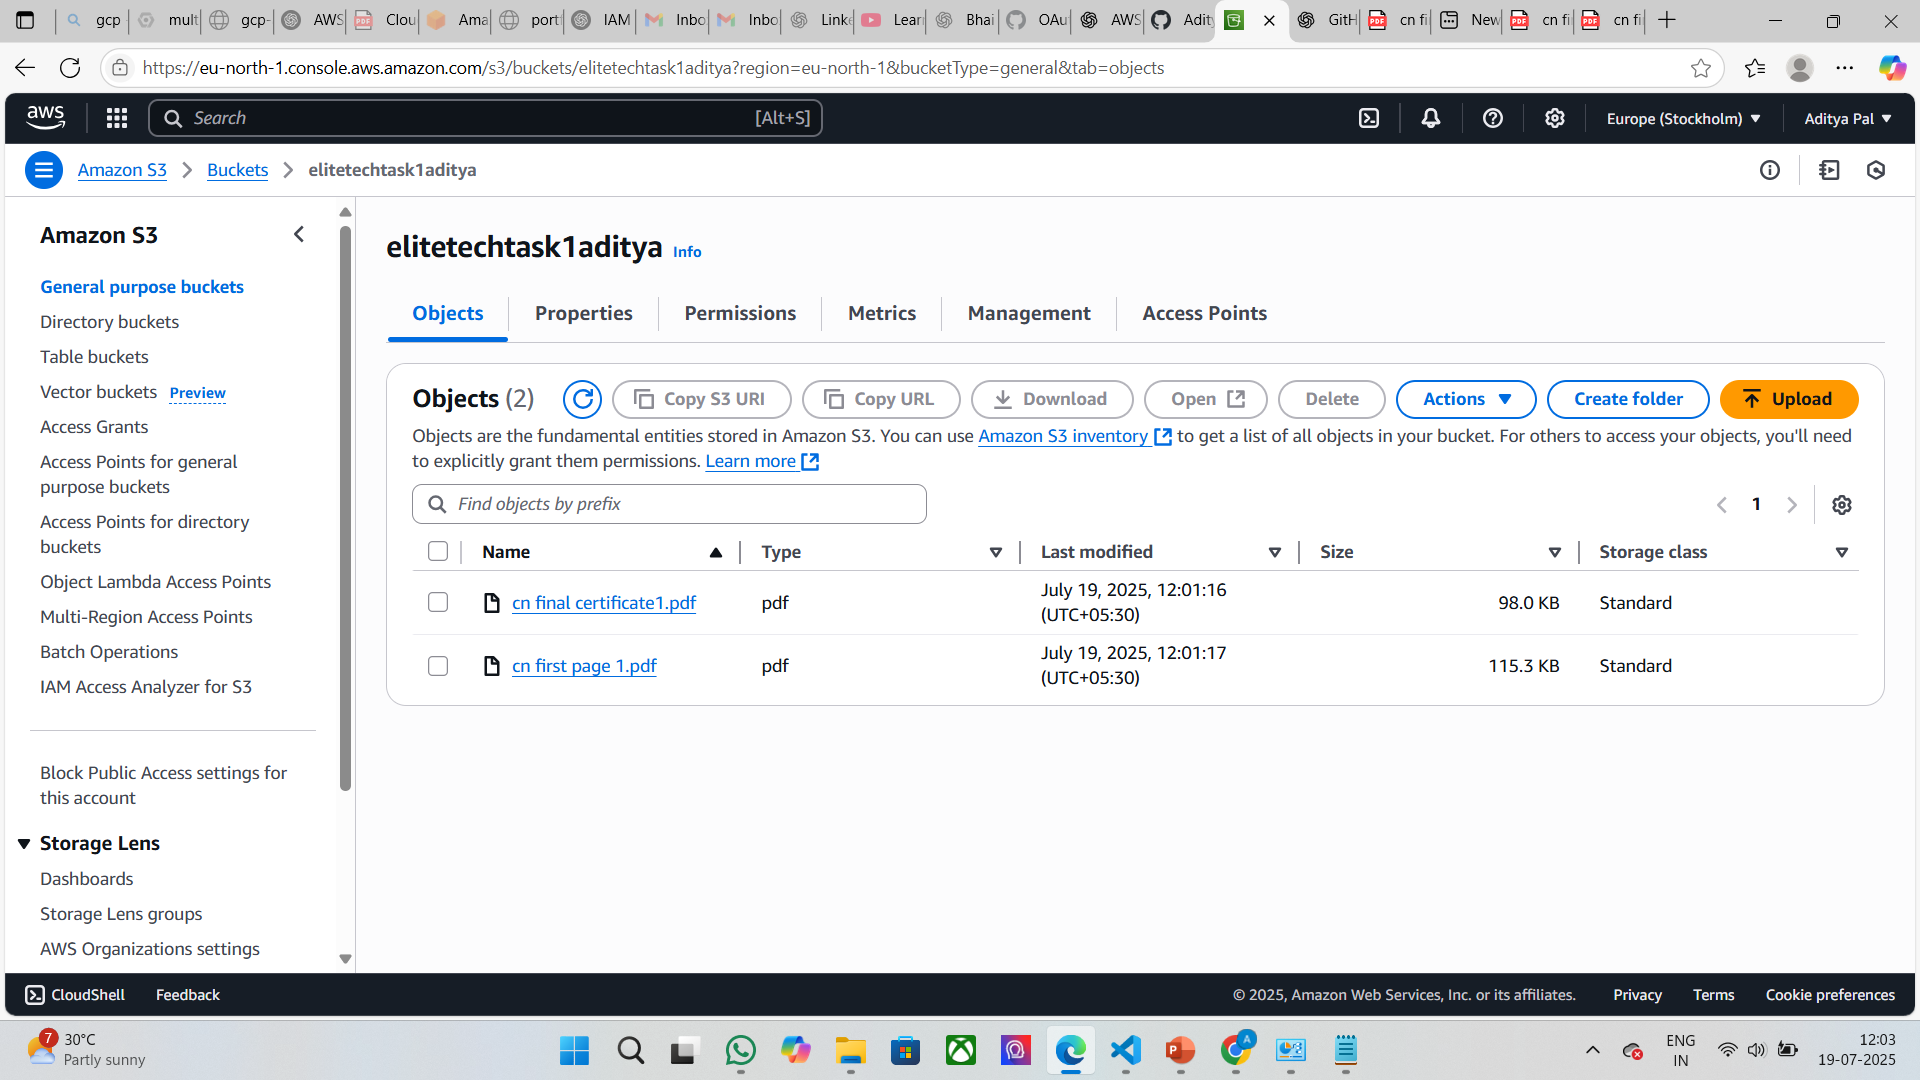 gcp
mult
gcp-
AWS
Clou
Ama
port
IAM
Inbo
Inbo
Linke
Lear
Bhai
OAu
AWS
Adity
GitH
cn fi
New
cn fi
cn fi
https://eu-north-1.console.aws.amazon.com/s3/buckets/elitetechtask1aditya?region=eu-north-1&bucketType=general&tab=objects
aws
Search
[Alt+S]
Europe (Stockholm)
Aditya Pal
Amazon S3
Buckets
elitetechtask1aditya
Amazon S3
General purpose buckets
Directory buckets
Table buckets
Vector buckets Preview
Access Grants
Access Points for general
purpose buckets
Access Points for directory
buckets
Object Lambda Access Points
Multi-Region Access Points
Batch Operations
IAM Access Analyzer for S3
Block Public Access settings for
this account
Storage Lens
Dashboards
Storage Lens groups
AWS Organizations settings
elitetechtask1aditya Info
Objects
Properties
Permissions
Metrics
Management
Access Points
Objects (2)
Copy S3 URI
Copy URL
Download
Open
Delete
Actions
Create folder
Upload
Objects are the fundamental entities stored in Amazon S3. You can use Amazon S3 inventory to get a list of all objects in your bucket. For others to access your objects, you'll need
to explicitly grant them permissions. Learn more
Find objects by prefix
1
Name
Type
Last modified
Size
Storage class
cn final certificate1.pdf
pdf
July 19, 2025, 12:01:16
(UTC+05:30)
98.0 KB
Standard
cn first page 1.pdf
pdf
July 19, 2025, 12:01:17
(UTC+05:30)
115.3 KB
Standard
CloudShell
Feedback
© 2025, Amazon Web Services, Inc. or its affiliates.
Privacy
Terms
Cookie preferences
7
30°C
Partly sunny
A
ENG
IN
12:03
19-07-2025